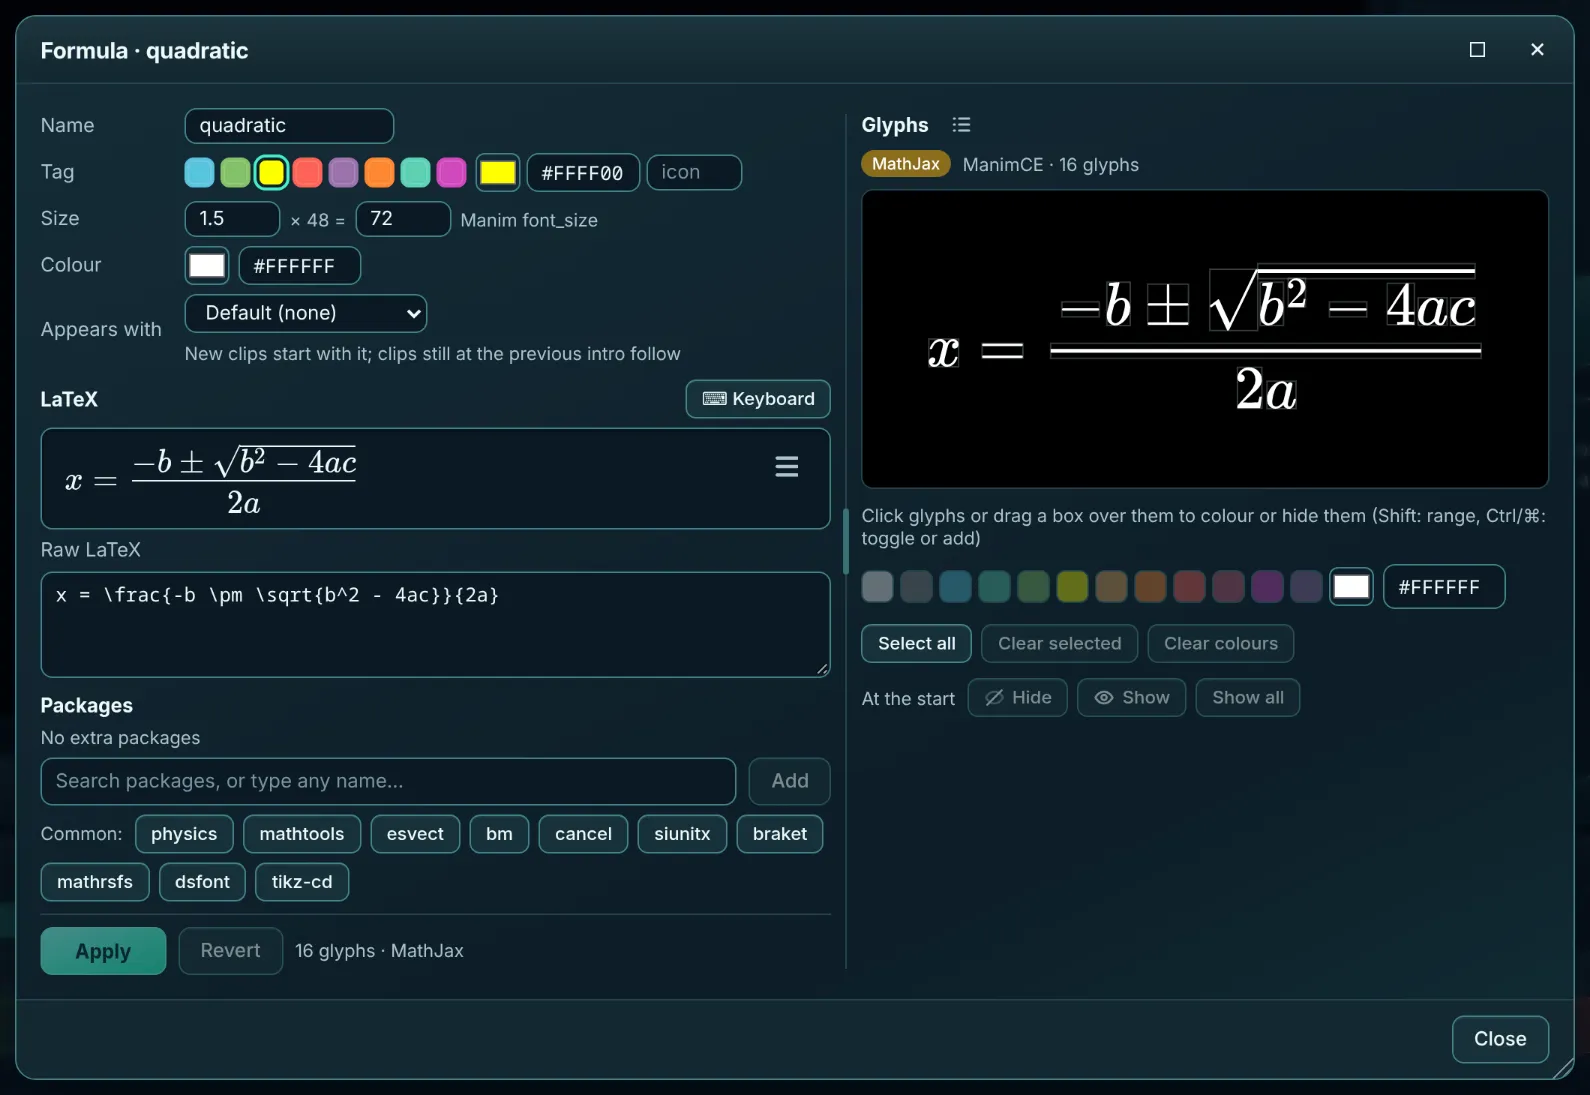 Formula · quadratic
Name
quadratic
Tag
#FFFF00
icon
Size
1.5
× 48 =
72
Manim font_size
Colour
#FFFFFF
Appears with
Default (none)
New clips start with it; clips still at the previous intro follow
LaTeX
Keyboard
x = −b ± √b² − 4ac / 2a
Raw LaTeX
x = \frac{-b \pm \sqrt{b^2 - 4ac}}{2a}
Packages
No extra packages
Search packages, or type any name...
Add
Common:
physics
mathtools
esvect
bm
cancel
siunitx
braket
mathrsfs
dsfont
tikz-cd
Apply
Revert
16 glyphs · MathJax
Glyphs
MathJax
ManimCE · 16 glyphs
x = −b ± √b² − 4ac / 2a
Click glyphs or drag a box over them to colour or hide them (Shift: range, Ctrl/⌘:
toggle or add)
#FFFFFF
Select all
Clear selected
Clear colours
At the start
Hide
Show
Show all
Close